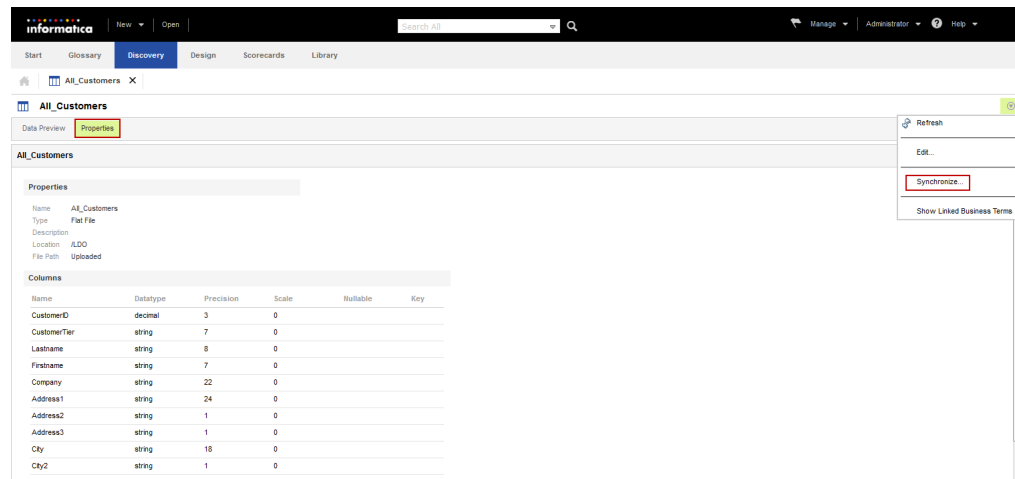 informatica New Open Search All Manage Administrator ? Help
Start Glossary Discovery Design Scorecards Library
All_Customers X
All_Customers
Data Preview Properties
Refresh
All_Customers
Edit...
Synchronize...
Show Linked Business Terms
Properties
Name All_Customers
Type Flat File
Description
Location /LDO
File Path Uploaded
Columns
Name Datatype Precision Scale Nullable Key
CustomerID decimal 3 0
CustomerTier string 7 0
Lastname string 8 0
Firstname string 7 0
Company string 22 0
Address1 string 24 0
Address2 string 1 0
Address3 string 1 0
City string 18 0
City2 string 1 0